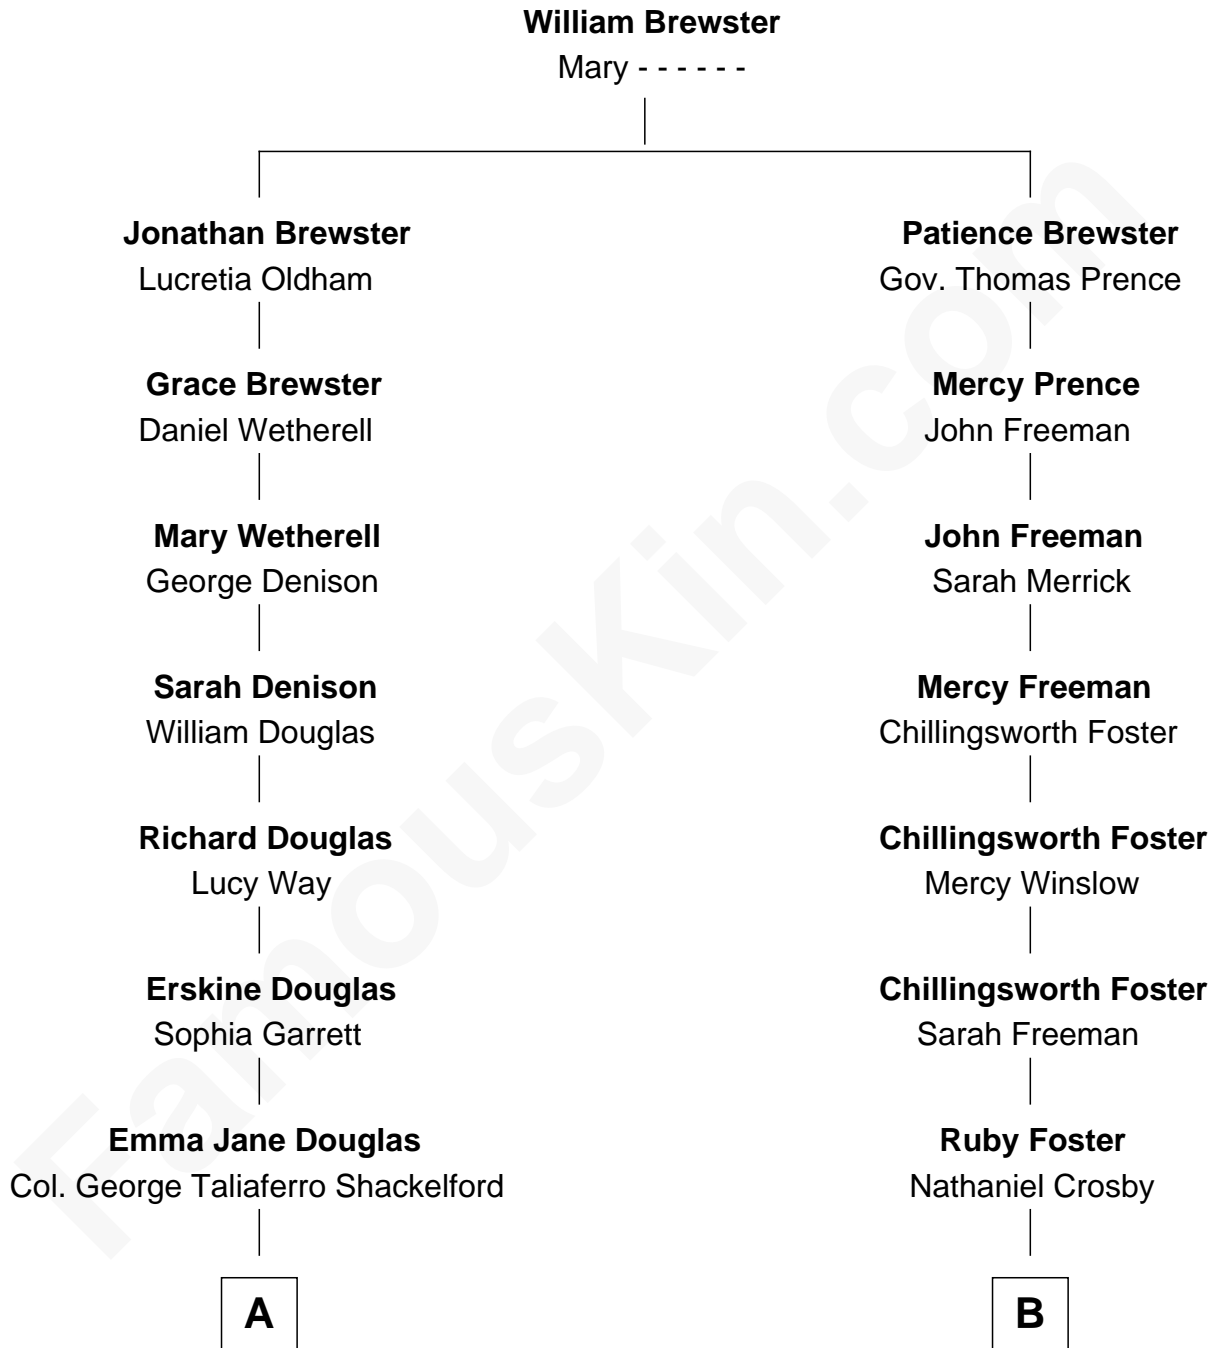 William Brewster
Mary - - - - - -
Jonathan Brewster
Lucretia Oldham
Patience Brewster
Gov. Thomas Prence
Grace Brewster
Daniel Wetherell
Mercy Prence
John Freeman
Mary Wetherell
George Denison
John Freeman
Sarah Merrick
Sarah Denison
William Douglas
Mercy Freeman
Chillingsworth Foster
Richard Douglas
Lucy Way
Chillingsworth Foster
Mercy Winslow
Erskine Douglas
Sophia Garrett
Chillingsworth Foster
Sarah Freeman
Emma Jane Douglas
Col. George Taliaferro Shackelford
Ruby Foster
Nathaniel Crosby
A
B
FamousKin.com